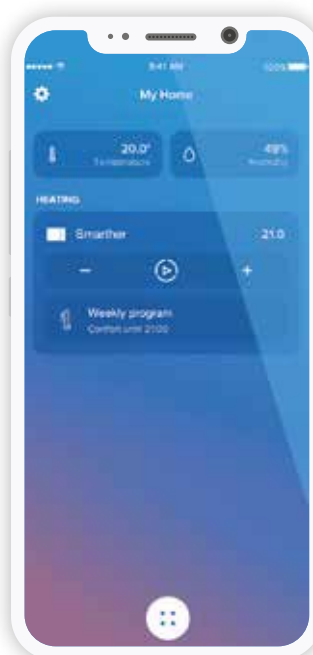 9:41 AM 100%
My Home
20.0° 49%
Temperature Humidity
HEATING
Smarther 21.0
− +
Weekly program
Comfort until 21:00